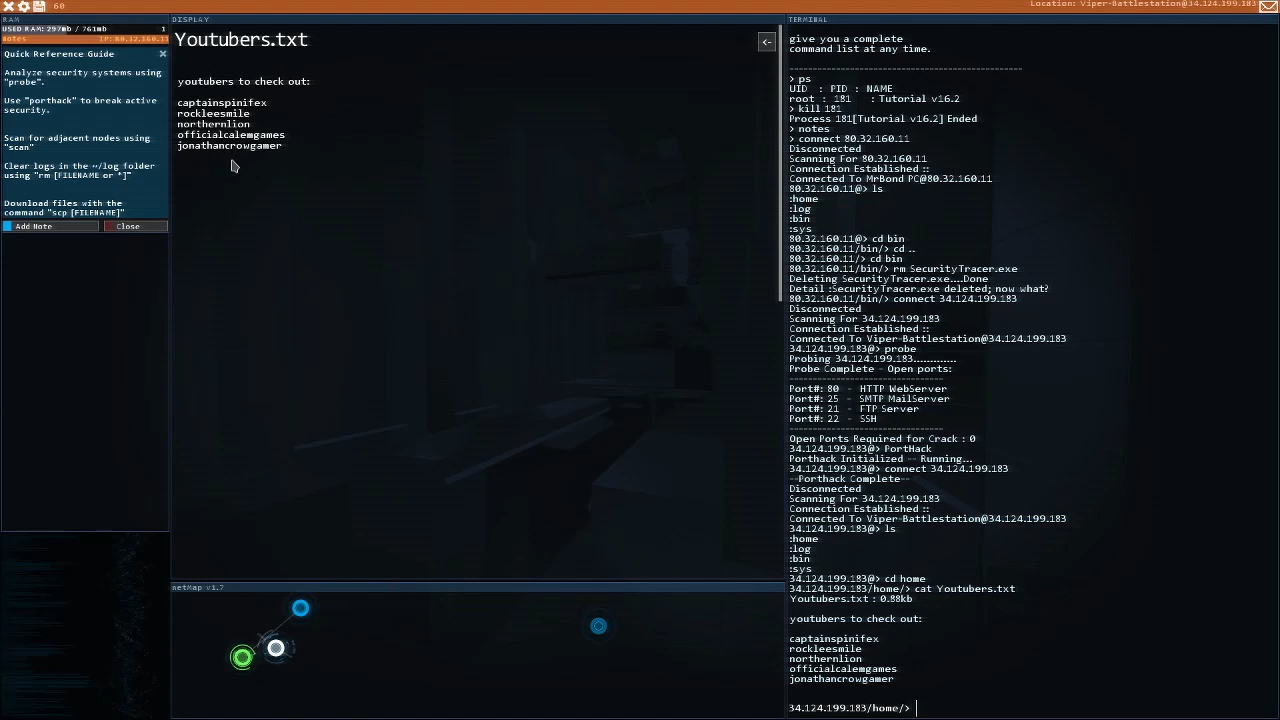 60
Location: Viper-Battlestation@34.124.199.183
RAM
USED RAM: 297mb / 761mb
1
notes
IP: 80.32.160.11
Quick Reference Guide
Analyze security systems using
"probe".
Use "porthack" to break active
security.
Scan for adjacent nodes using
"scan"
Clear logs in the ~/log folder
using "rm [FILENAME or *]"
Download files with the
command "scp [FILENAME]"
Add Note
Close
DISPLAY
Youtubers.txt
<-
youtubers to check out:
captainspinifex
rockleesmile
northernlion
officialcalemgames
jonathancrowgamer
netMap v1.7
TERMINAL
give you a complete
command list at any time.
---------------------------------------------
> ps
UID : PID : NAME
root : 181 : Tutorial v16.2
> kill 181
Process 181[Tutorial v16.2] Ended
> notes
> connect 80.32.160.11
Disconnected
Scanning For 80.32.160.11
Connection Established ::
Connected To MrBond PC@80.32.160.11
80.32.160.11@> ls
:home
:log
:bin
:sys
80.32.160.11@> cd bin
80.32.160.11/bin/> cd ..
80.32.160.11/> cd bin
80.32.160.11/bin/> rm SecurityTracer.exe
Deleting SecurityTracer.exe....Done
Detail :SecurityTracer.exe deleted; now what?
80.32.160.11/bin/> connect 34.124.199.183
Disconnected
Scanning For 34.124.199.183
Connection Established ::
Connected To Viper-Battlestation@34.124.199.183
34.124.199.183@> probe
Probing 34.124.199.183.............
Probe Complete - Open ports:
-------------------------------
Port#: 80 - HTTP WebServer
Port#: 25 - SMTP MailServer
Port#: 21 - FTP Server
Port#: 22 - SSH
-------------------------------
Open Ports Required for Crack : 0
34.124.199.183@> PortHack
Porthack Initialized -- Running...
34.124.199.183@> connect 34.124.199.183
--Porthack Complete--
Disconnected
Scanning For 34.124.199.183
Connection Established ::
Connected To Viper-Battlestation@34.124.199.183
34.124.199.183@> ls
:home
:log
:bin
:sys
34.124.199.183@> cd home
34.124.199.183/home/> cat Youtubers.txt
Youtubers.txt : 0.88kb
youtubers to check out:
captainspinifex
rockleesmile
northernlion
officialcalemgames
jonathancrowgamer
34.124.199.183/home/>